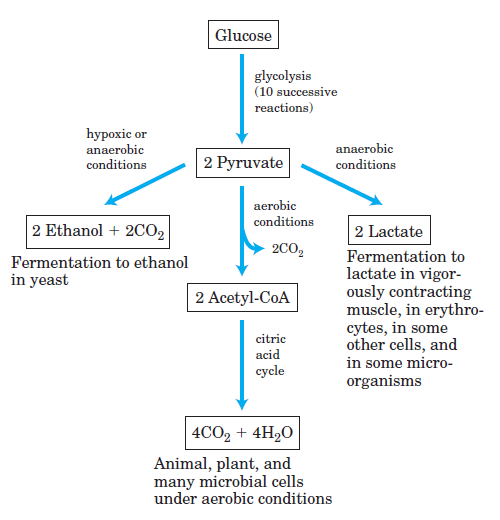 Glucose
glycolysis
(10 successive
reactions)
hypoxic or
anaerobic
conditions
2 Pyruvate
anaerobic
conditions
aerobic
conditions
2 Ethanol + 2CO₂
2CO₂
2 Lactate
Fermentation to ethanol
in yeast
Fermentation to
lactate in vigor-
ously contracting
muscle, in erythro-
cytes, in some
other cells, and
in some micro-
organisms
2 Acetyl-CoA
citric
acid
cycle
4CO₂ + 4H₂O
Animal, plant, and
many microbial cells
under aerobic conditions